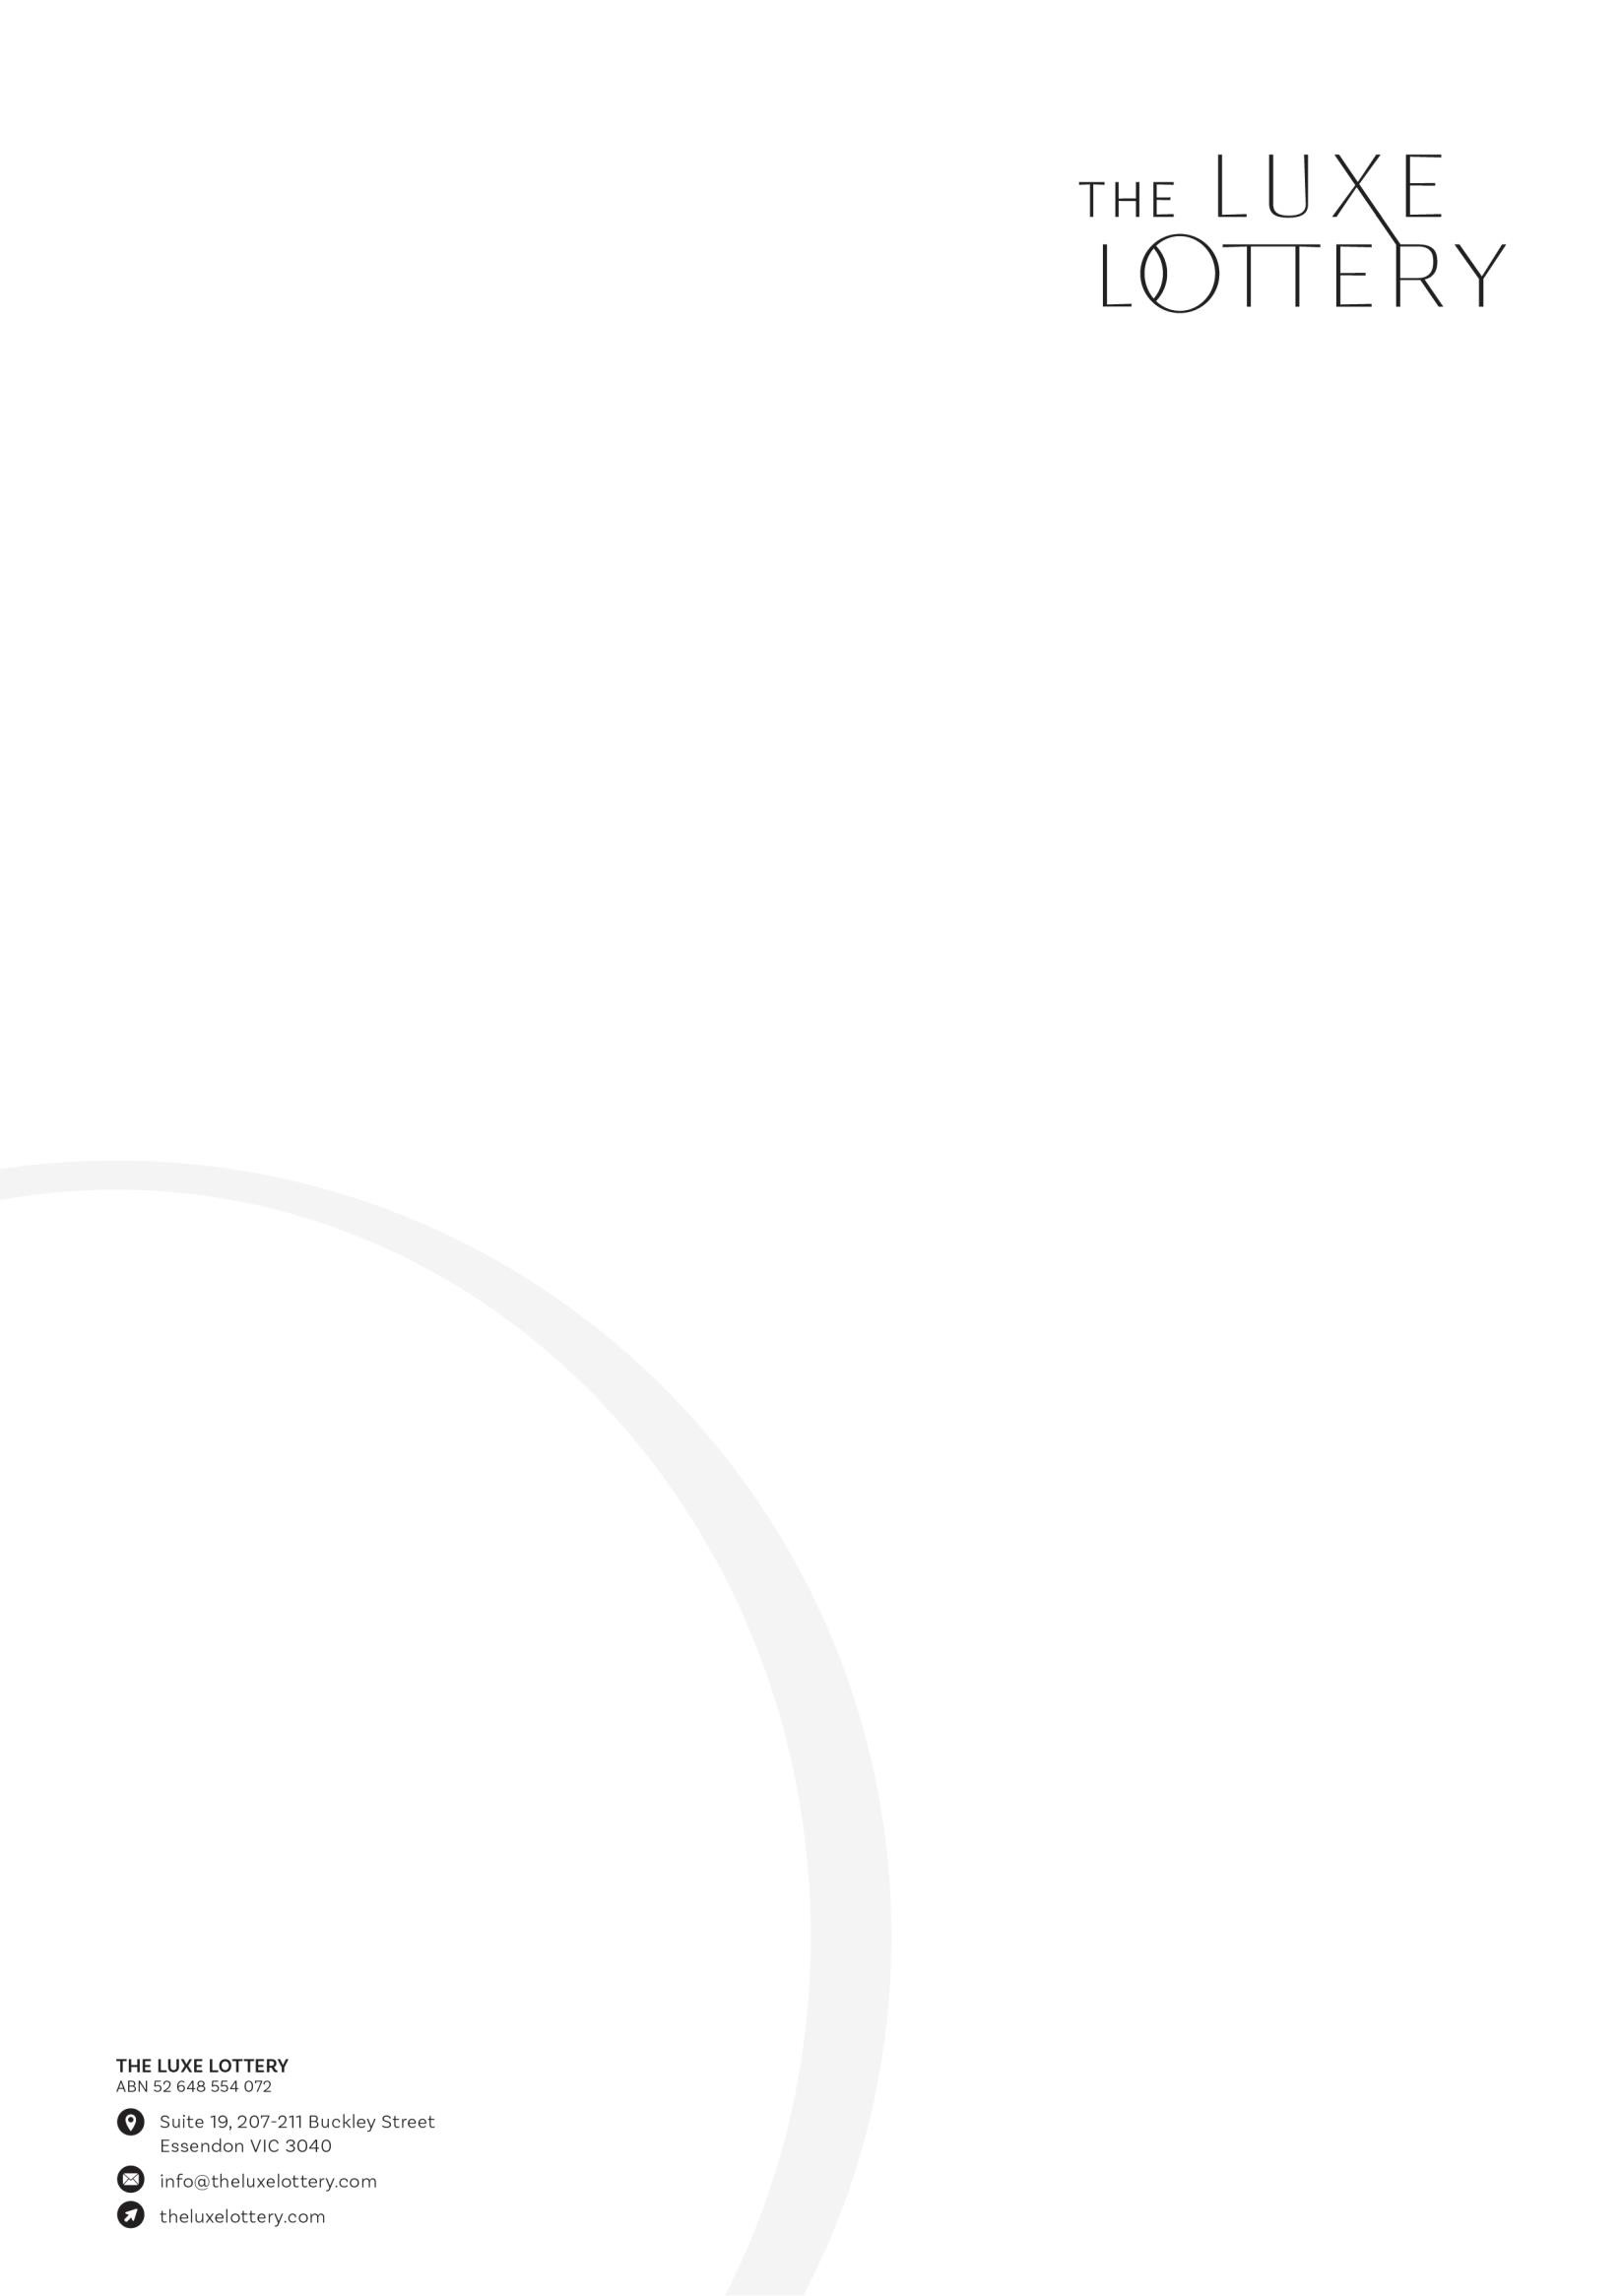 THE LUXE
LOTTERY
THE LUXE LOTTERY
ABN 52 648 554 072
Suite 19, 207-211 Buckley Street
Essendon VIC 3040
info@theluxelottery.com
theluxelottery.com